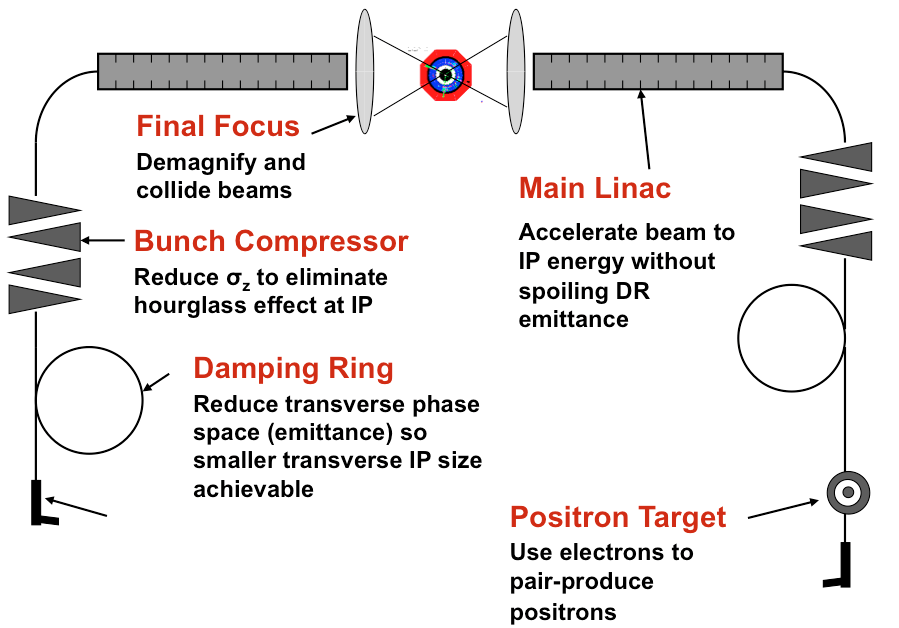 Final Focus
Demagnify and
collide beams
Main Linac
Accelerate beam to
IP energy without
spoiling DR
emittance
Bunch Compressor
Reduce σz to eliminate
hourglass effect at IP
Damping Ring
Reduce transverse phase
space (emittance) so
smaller transverse IP size
achievable
Positron Target
Use electrons to
pair-produce
positrons